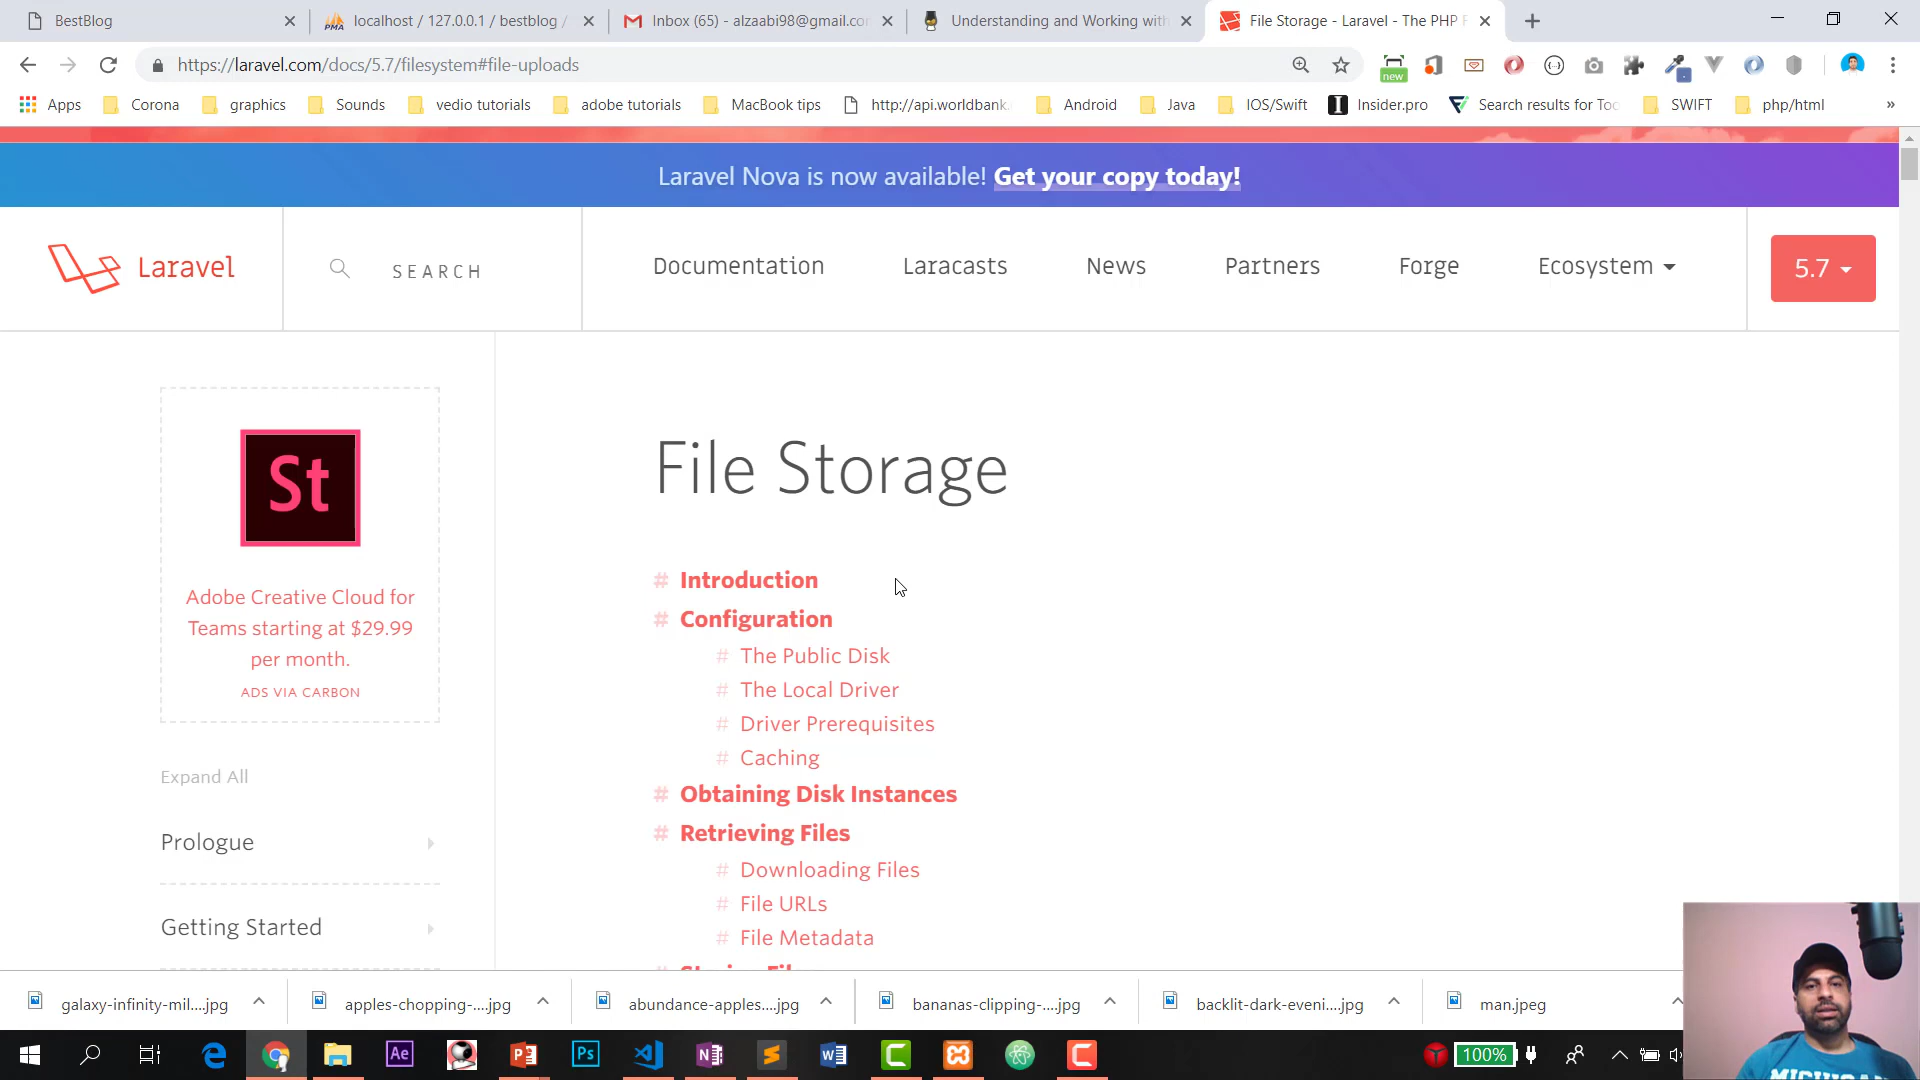 BestBlog
localhost / 127.0.0.1 / bestblog /
Inbox (65) - alzaabi98@gmail.co
Understanding and Working with
File Storage - Laravel - The PHP F
https://laravel.com/docs/5.7/filesystem#file-uploads
new
Apps
Corona
graphics
Sounds
vedio tutorials
adobe tutorials
MacBook tips
http://api.worldbank.
Android
Java
IOS/Swift
Insider.pro
Search results for Too
SWIFT
php/html
»
Laravel Nova is now available! Get your copy today!
Laravel
SEARCH
Documentation
Laracasts
News
Partners
Forge
Ecosystem
5.7
St
Adobe Creative Cloud for
Teams starting at $29.99
per month.
ADS VIA CARBON
Expand All
Prologue
Getting Started
File Storage
# Introduction
# Configuration
# The Public Disk
# The Local Driver
# Driver Prerequisites
# Caching
# Obtaining Disk Instances
# Retrieving Files
# Downloading Files
# File URLs
# File Metadata
galaxy-infinity-mil....jpg
apples-chopping-....jpg
abundance-apples....jpg
bananas-clipping-....jpg
backlit-dark-eveni....jpg
man.jpeg
Ae
Ps
100%
MICHIGAN